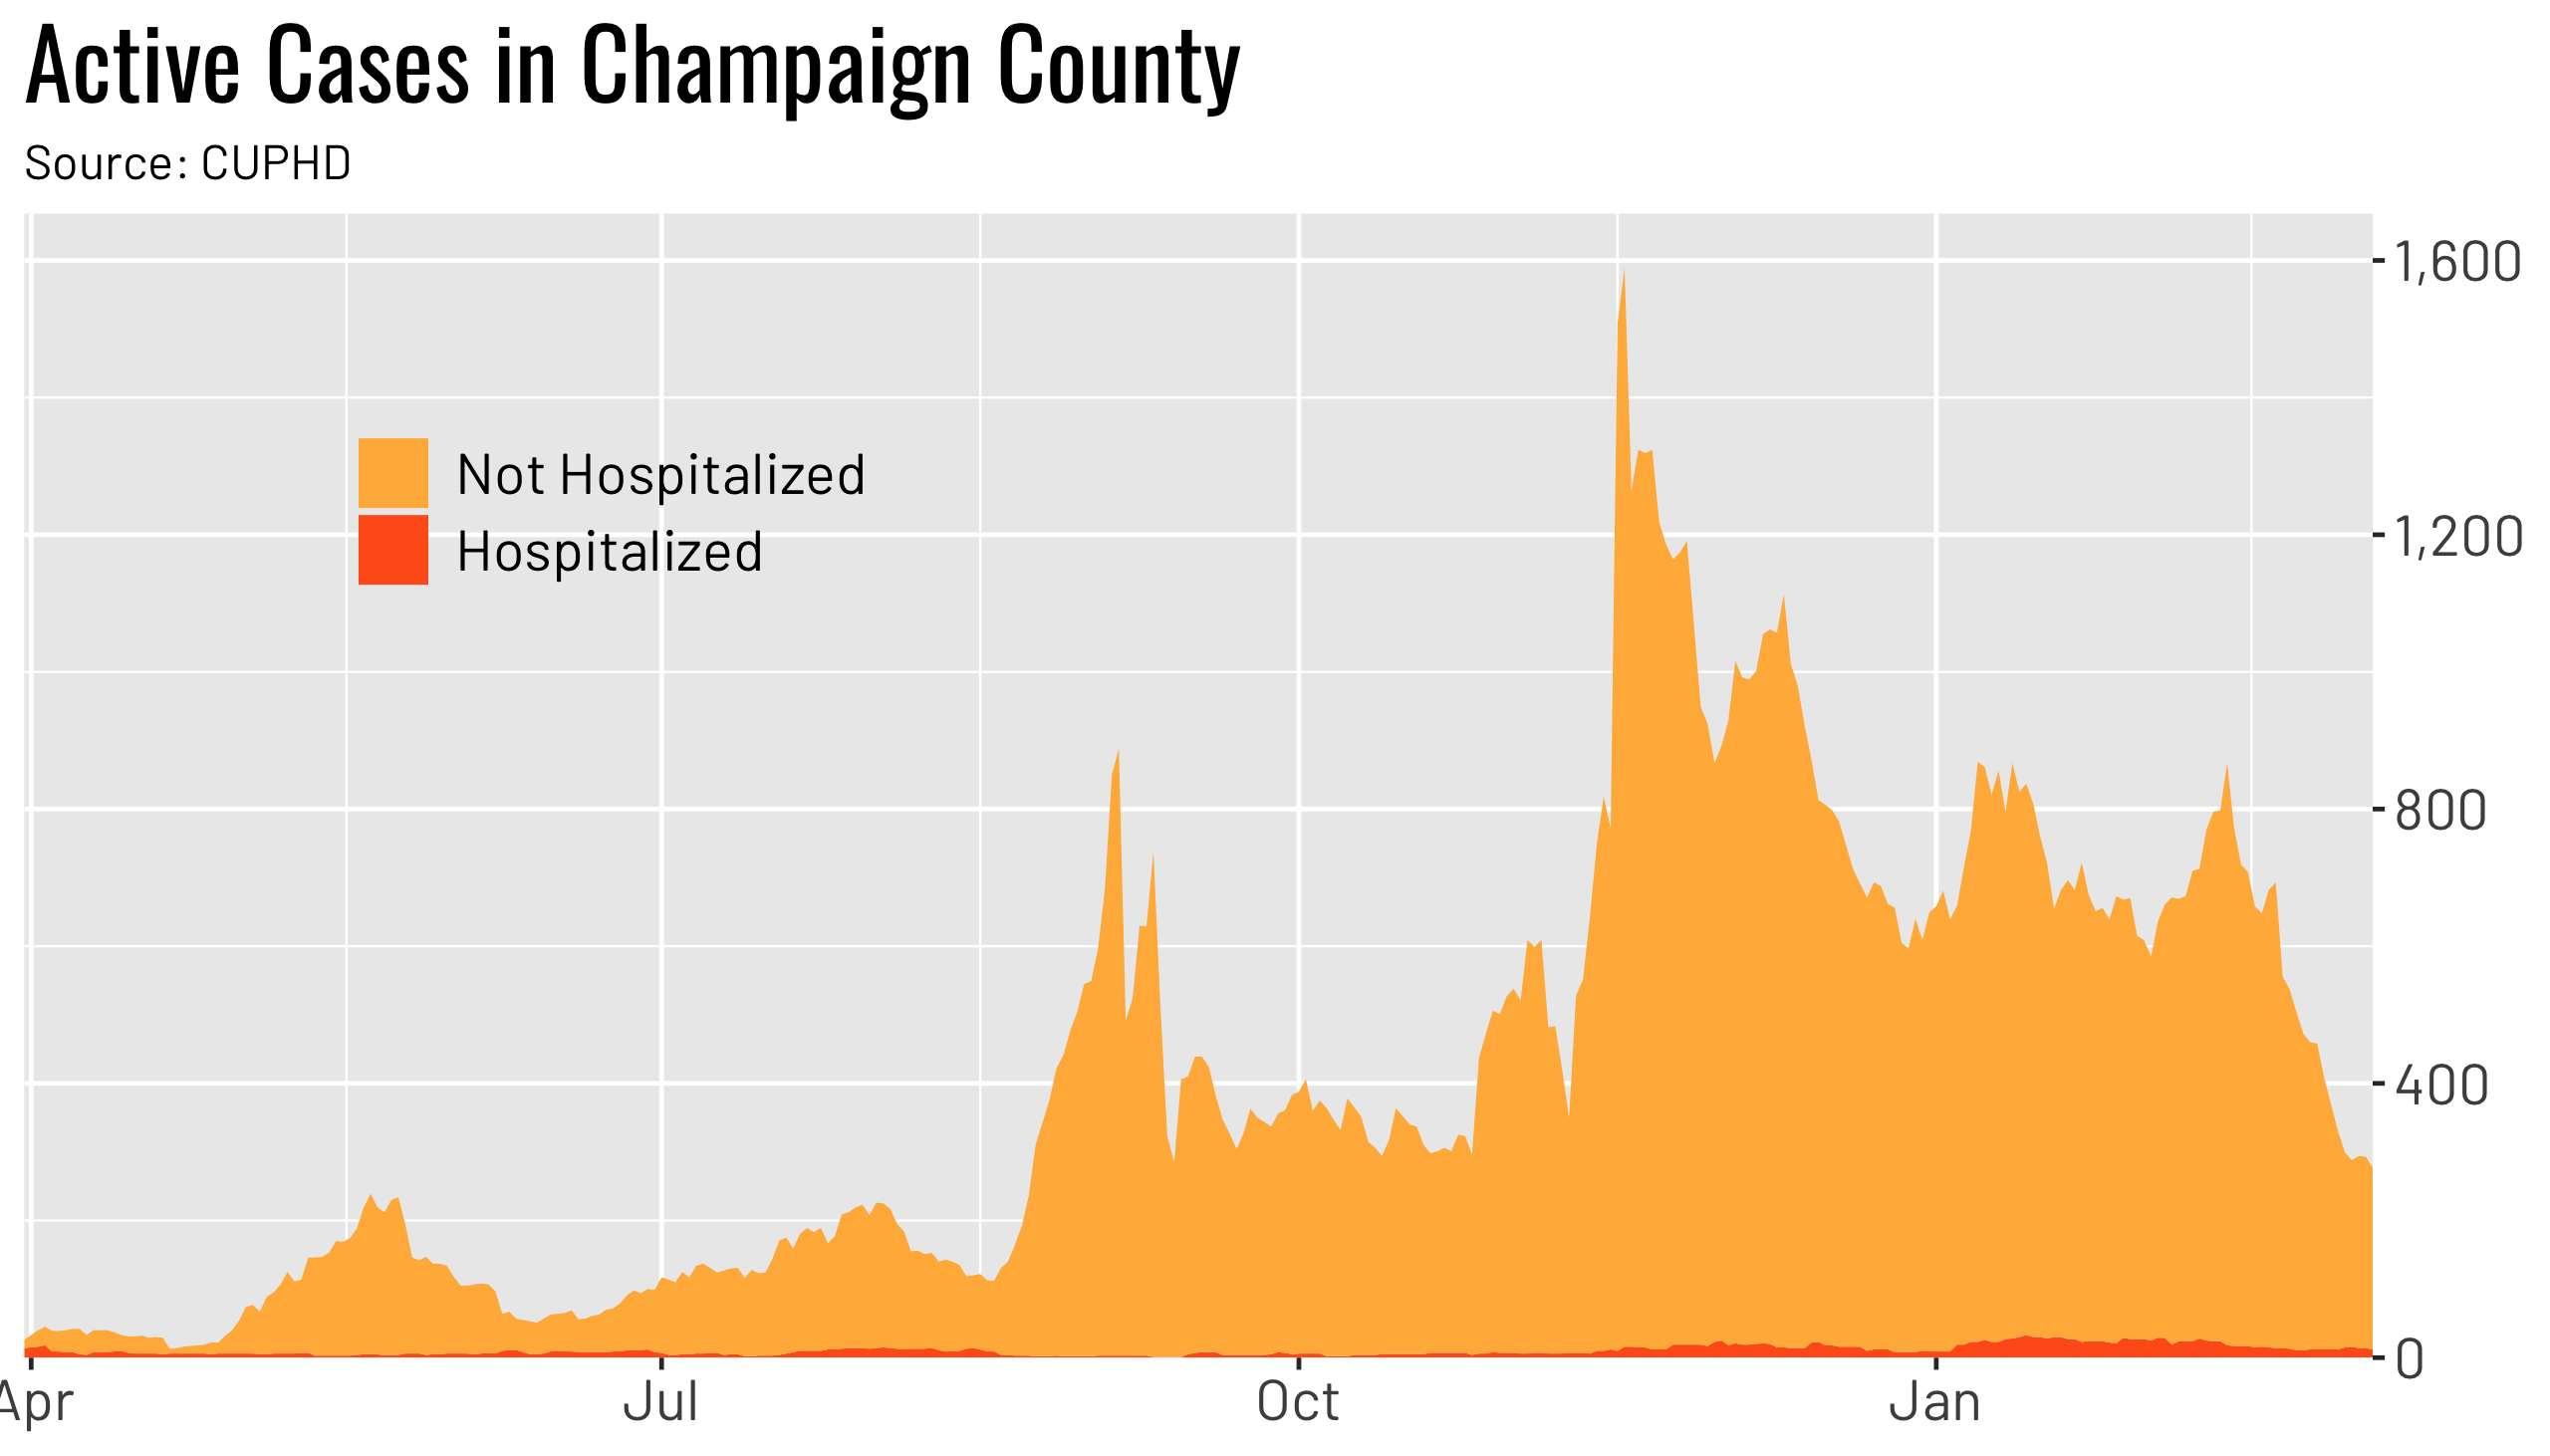 Active Cases in Champaign County
Source: CUPHD
Not Hospitalized
Hospitalized
1,600
1,200
800
400
0
Apr
Jul
Oct
Jan